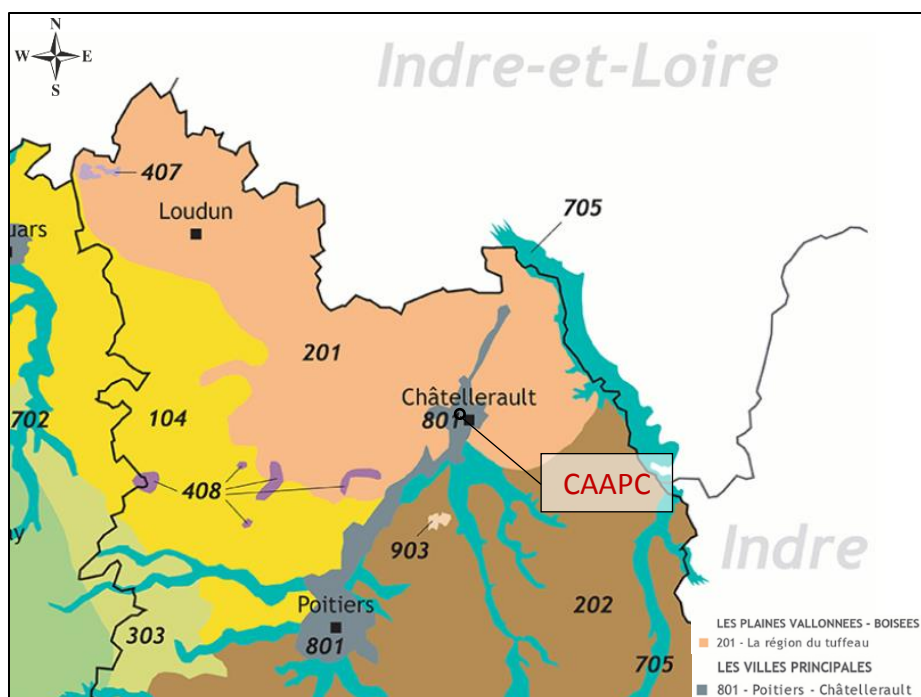 N
W E
S
Indre-et-Loire
407
Loudun
705
uars
201
Châtellerault
801
104
702
408
CAAPC
903
Indre
202
Poitiers
801
303
705
LES PLAINES VALLONNEES - BOISEES
201 - La région du tuffeau
LES VILLES PRINCIPALES
801 - Poitiers - Châtellerault